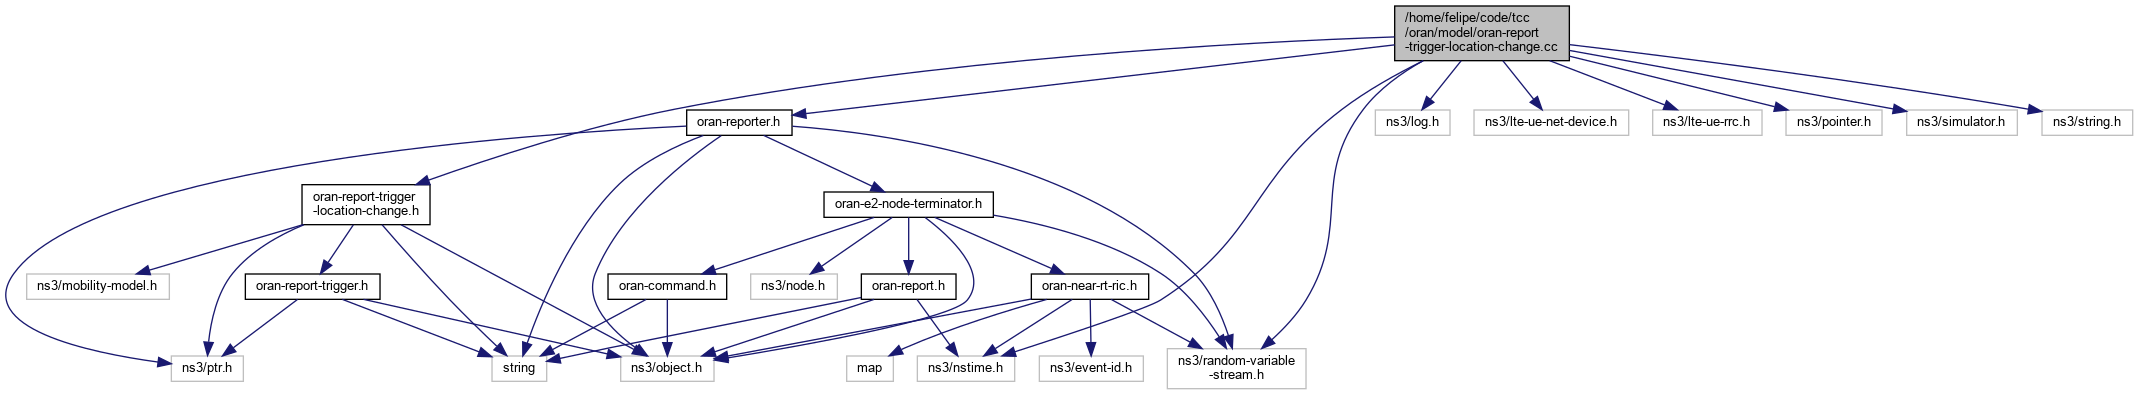 /home/felipe/code/tcc
/oran/model/oran-report
-trigger-location-change.cc
oran-reporter.h
ns3/log.h
ns3/lte-ue-net-device.h
ns3/lte-ue-rrc.h
ns3/pointer.h
ns3/simulator.h
ns3/string.h
oran-report-trigger
-location-change.h
oran-e2-node-terminator.h
ns3/mobility-model.h
oran-report-trigger.h
oran-command.h
ns3/node.h
oran-report.h
oran-near-rt-ric.h
ns3/ptr.h
string
ns3/object.h
map
ns3/nstime.h
ns3/event-id.h
ns3/random-variable
-stream.h